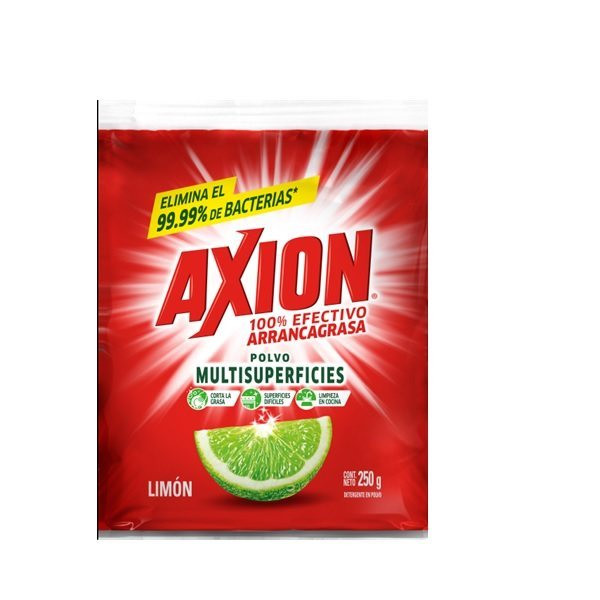 ELIMINA EL
99.99% DE BACTERIAS*
AXION®
100% EFECTIVO
ARRANCAGRASA
POLVO
MULTISUPERFICIES
CORTA LA
GRASA
SUPERFICIES
DIFÍCILES
LIMPIEZA
EN COCINA
LIMÓN
CONT.
NETO 250 g
DETERGENTE EN POLVO